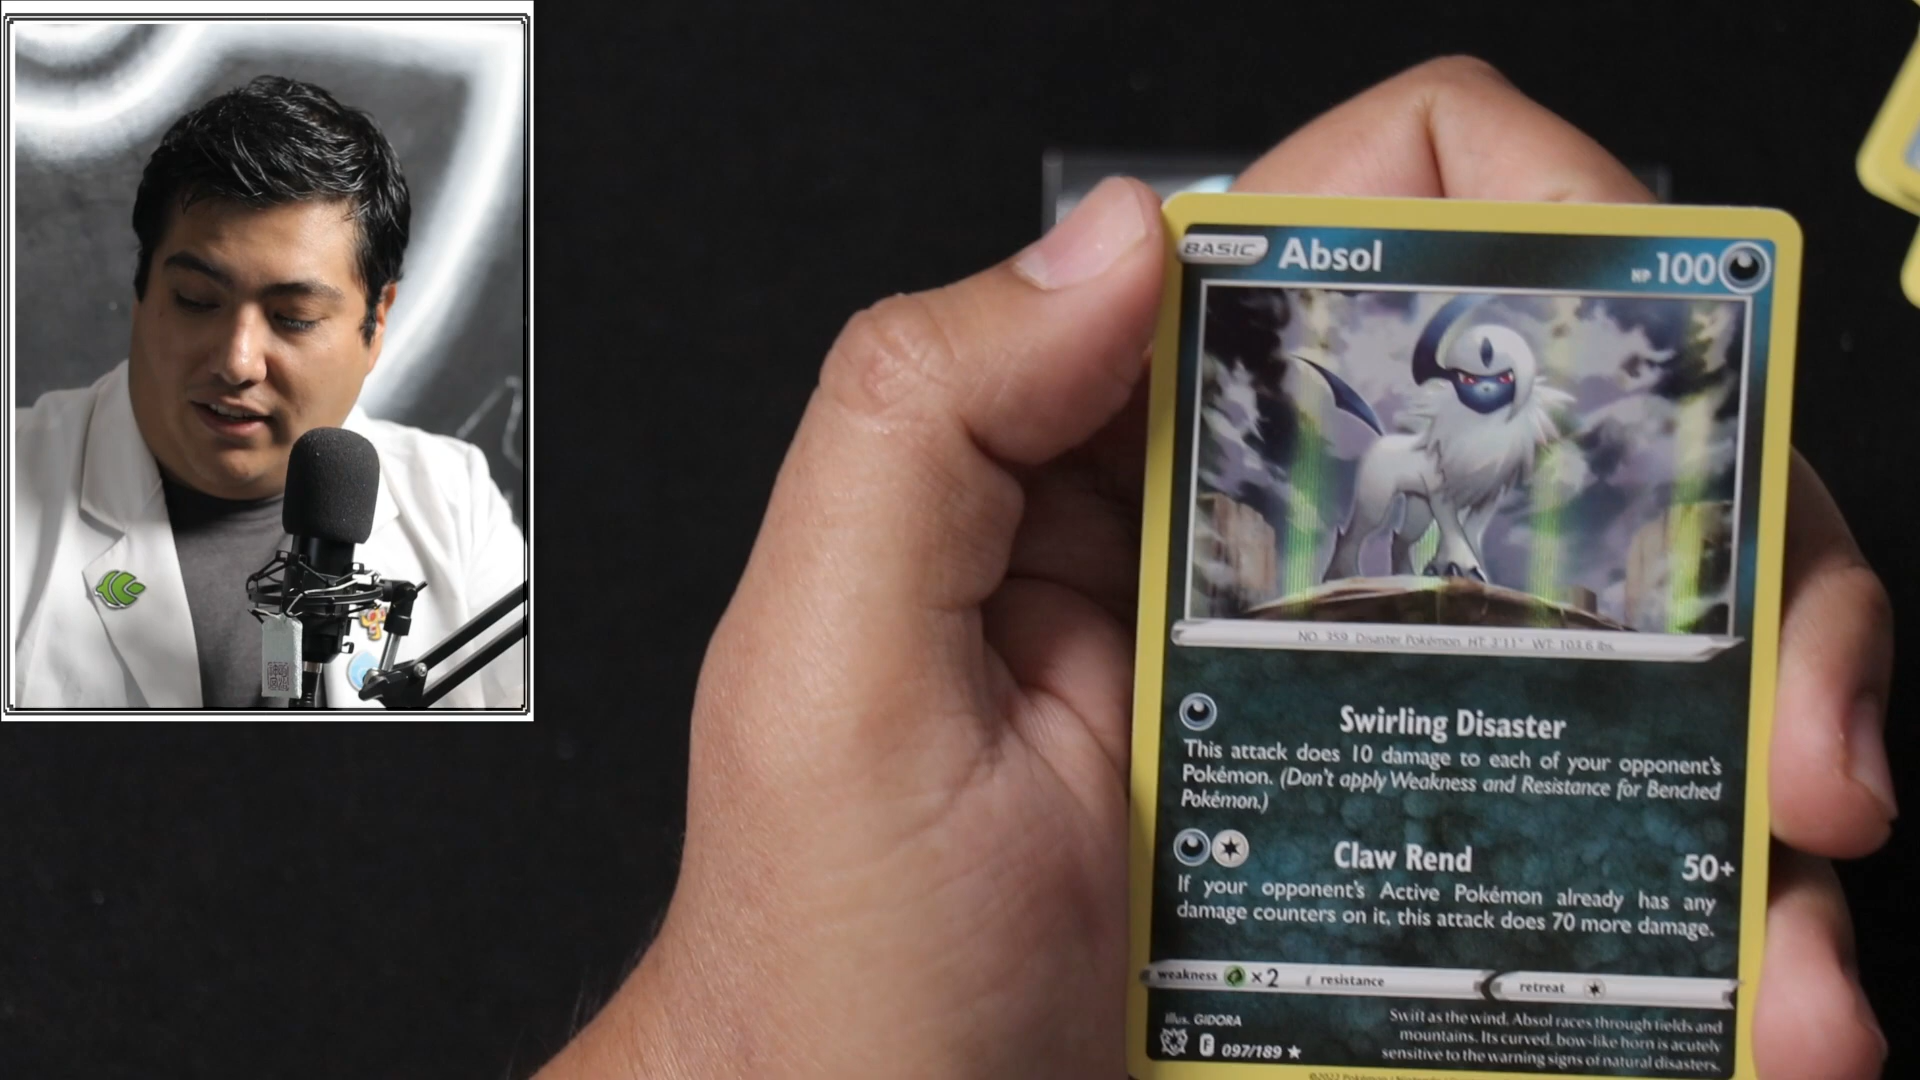 BASIC Absol HP 100
NO. 359 Disaster Pokémon HT: 3'11" WT: 103.6 lbs.
Swirling Disaster
This attack does 10 damage to each of your opponent's
Pokémon. (Don't apply Weakness and Resistance for Benched
Pokémon.)
Claw Rend 50+
If your opponent's Active Pokémon already has any
damage counters on it, this attack does 70 more damage.
weakness ×2 resistance retreat
Illus. GIDORA
Swift as the wind, Absol races through fields and
mountains. Its curved, bow-like horn is acutely
sensitive to the warning signs of natural disasters.
F 097/189 ★
©2022 Pokémon / Nintendo